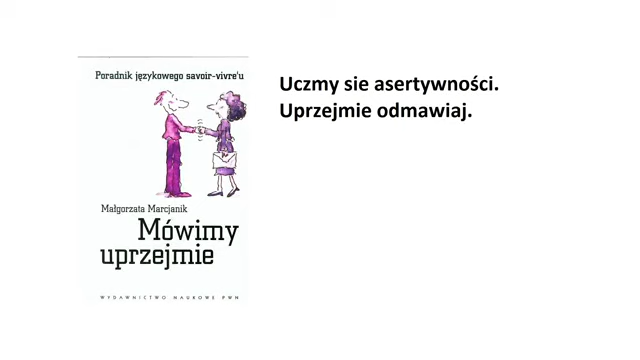 Poradnik językowego savoir-vivre'u
Małgorzata Marcjanik
Mówimy
uprzejmie
WYDAWNICTWO NAUKOWE PWN
Uczmy sie asertywności.
Uprzejmie odmawiaj.